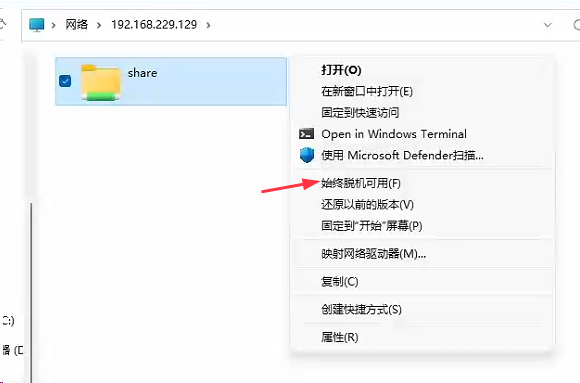 网络 192.168.229.129
share
打开(O)
在新窗口中打开(E)
固定到快速访问
Open in Windows Terminal
使用 Microsoft Defender扫描...
始终脱机可用(F)
还原以前的版本(V)
固定到"开始"屏幕(P)
映射网络驱动器(M)...
复制(C)
创建快捷方式(S)
属性(R)
C:)
器 (D